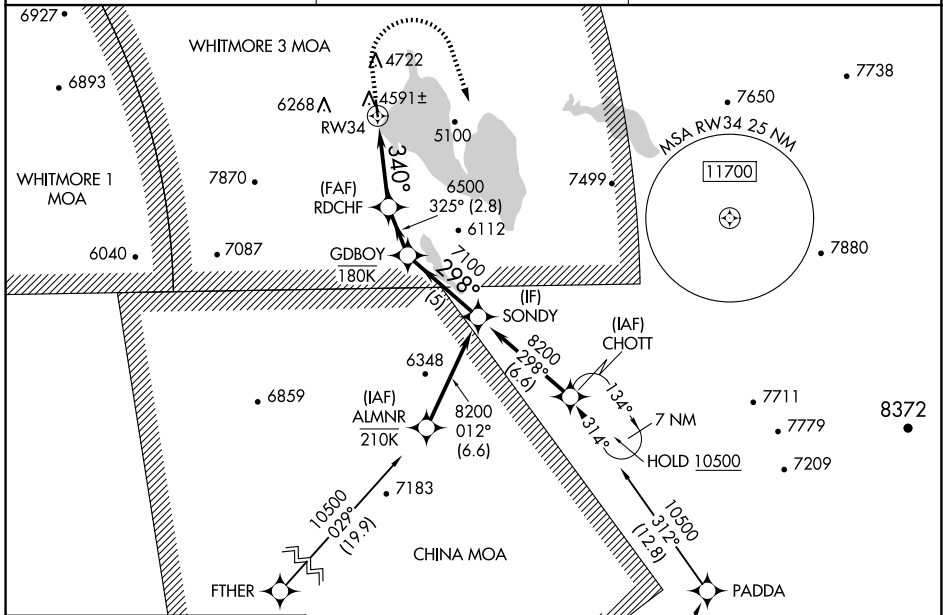 6927
WHITMORE 3 MOA
4722
7738
6893
6268
4591±
RW34
5100
7650
MSA RW34 25 NM
11700
WHITMORE 1
MOA
7870
340°
(FAF)
RDCHF
6500
325° (2.8)
7499
6112
6040
7087
GDBOY
180K
7100
298°
(5)
7880
(IF)
SONDY
(IAF)
CHOTT
8200
298°
(6.6)
6348
6859
(IAF)
ALMNR
210K
8200
012°
(6.6)
134°
314°
7 NM
HOLD 10500
7711
7779
8372
7209
7183
10500
029°
(19.9)
10500
312°
(12.8)
CHINA MOA
FTHER
PADDA